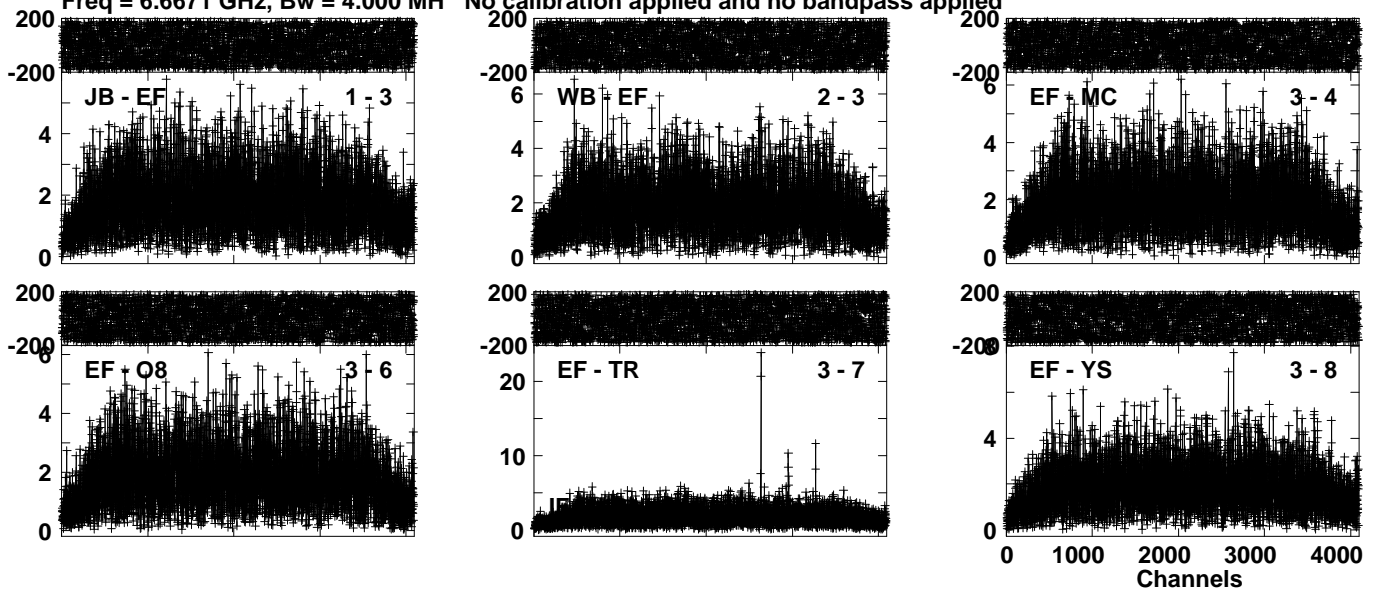 Freq = 6.6671 GHz, Bw = 4.000 MH No calibration applied and no bandpass applied
200 200 200
-200 -200 -200
JB - EF 1 - 3 6 WB - EF 2 - 3 6 EF - MC 3 - 4
4 4 4
2 2 2
0 0 0
200 200 200
-200 -200 -200
6 EF - O8 3 - 6 EF - TR 3 - 7 8 EF - YS 3 - 8
4 20 4
2 10
IF
0 0 0
0 1000 2000 3000 4000
Channels